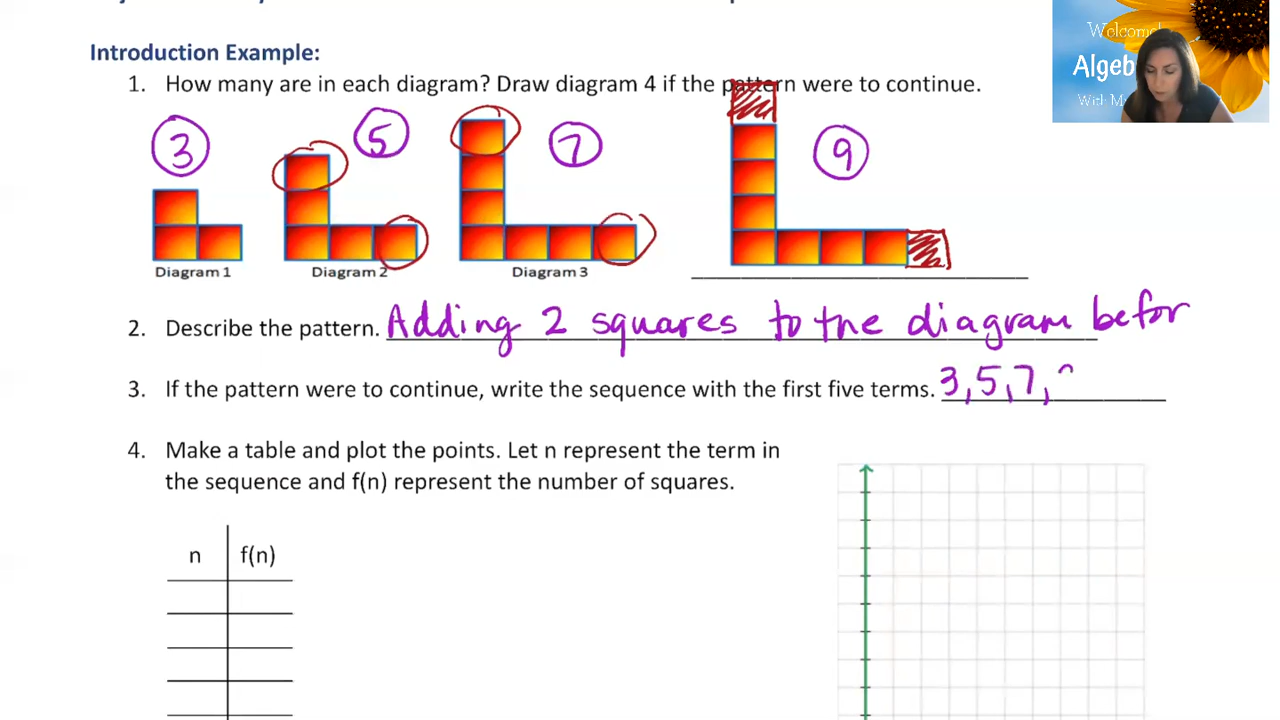 Introduction Example:
1. How many are in each diagram? Draw diagram 4 if the pattern were to continue.
Welcome!
Algeb
With M
3
5
7
9
Diagram 1
Diagram 2
Diagram 3
2. Describe the pattern. Adding 2 squares to the diagram befor
3. If the pattern were to continue, write the sequence with the first five terms. 3, 5, 7,
4. Make a table and plot the points. Let n represent the term in
the sequence and f(n) represent the number of squares.
n f(n)